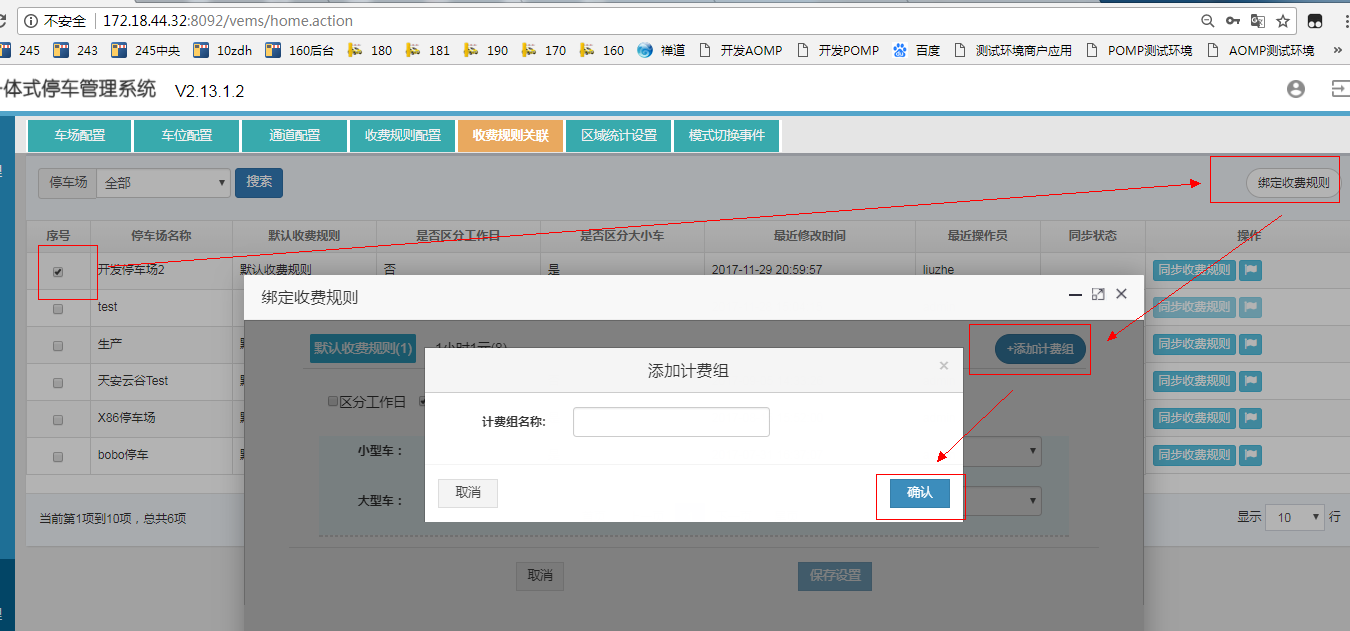 不安全 172.18.44.32:8092/vems/home.action
245 243 245中央 10zdh 160后台 180 181 190 170 160 禅道 开发AOMP 开发POMP 百度 测试环境商户应用 POMP测试环境 AOMP测试环境 »
体式停车管理系统 V2.13.1.2
车场配置 车位配置 通道配置 收费规则配置 收费规则关联 区域统计设置 模式切换事件
停车场 全部 搜索 绑定收费规则
序号 停车场名称 默认收费规则 是否区分工作日 是否区分大小车 最近修改时间 最近操作员 同步状态 操作
开发停车场2 默认收费规则 否 是 2017-11-29 20:59:57 liuzhe 同步收费规则
绑定收费规则
test 同步收费规则
生产 同步收费规则
默认收费规则(1) 1小时1元(8) +添加计费组
添加计费组 ×
天安云谷Test 同步收费规则
区分工作日
X86停车场 同步收费规则
计费组名称:
小型车：
bobo停车 同步收费规则
取消 确认
大型车：
当前第1项到10项，总共6项 显示 10 行
取消 保存设置